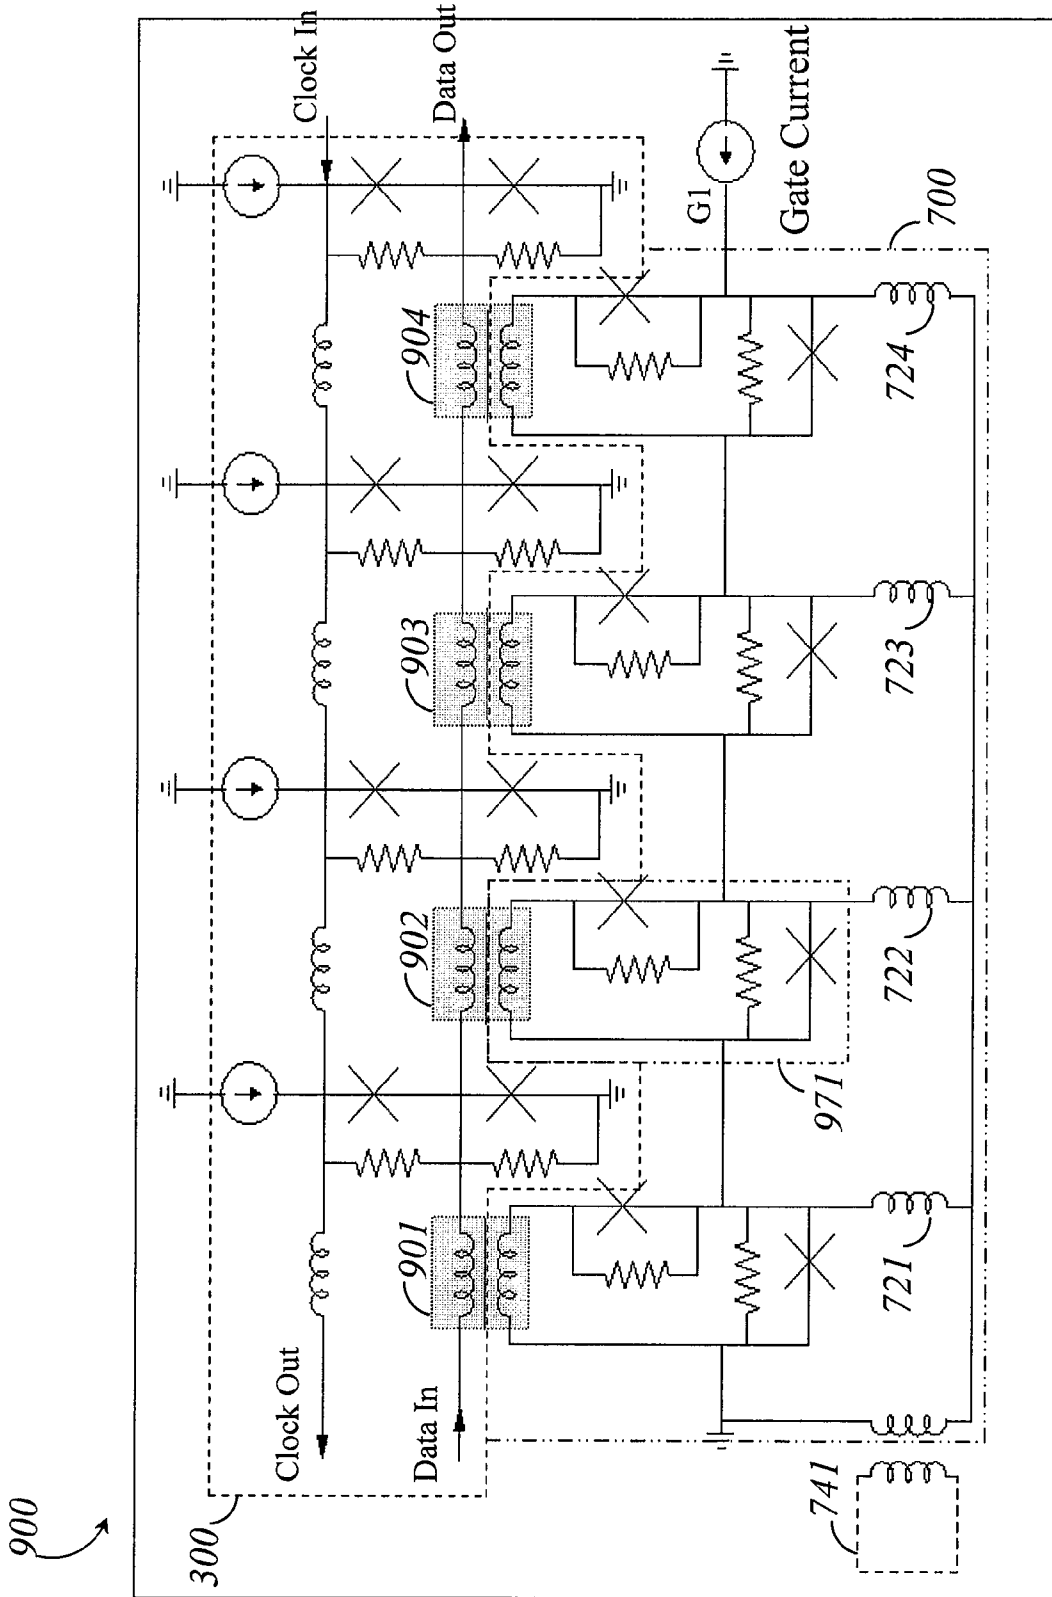 900
300
Clock Out
Clock In
Data In
Data Out
901
902
903
904
G1
Gate Current
700
971
721
722
723
724
741